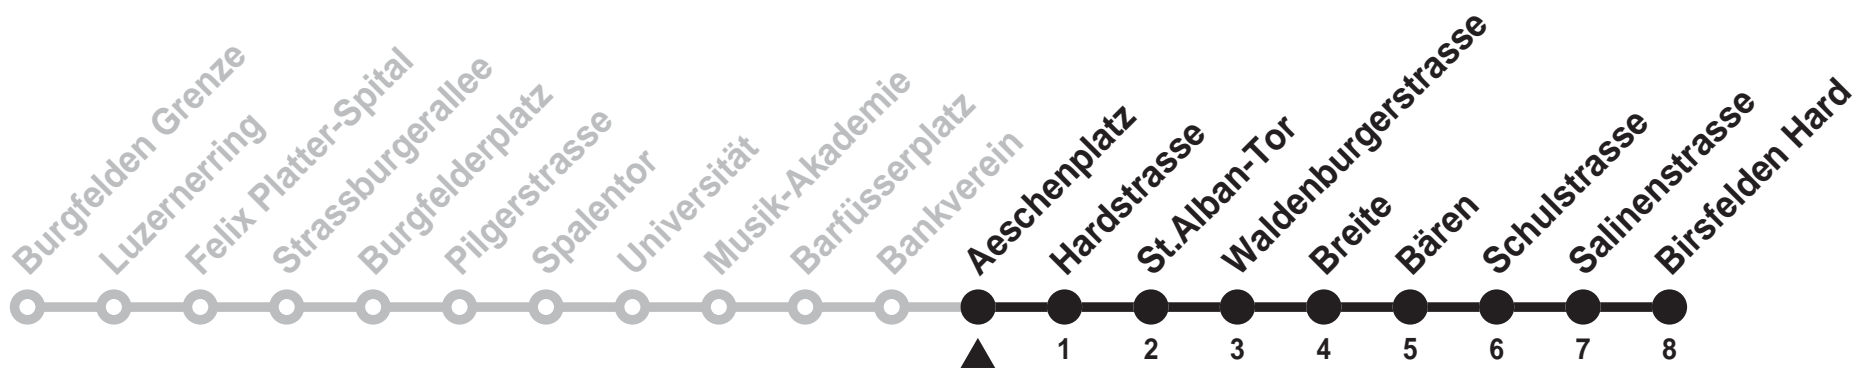 Burgfelden Grenze
Luzernerring
Felix Platter-Spital
Strassburgerallee
Burgfelderplatz
Pilgerstrasse
Spalentor
Universität
Musik-Akademie
Barfüsserplatz
Bankverein
Aeschenplatz
Hardstrasse
St.Alban-Tor
Waldenburgerstrasse
Breite
Bären
Schulstrasse
Salinenstrasse
Birsfelden Hard
1 2 3 4 5 6 7 8